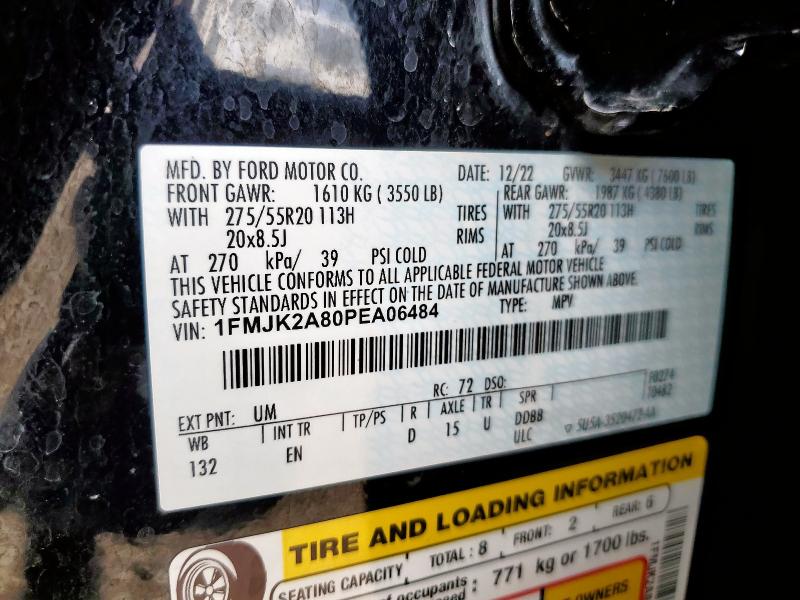 MFD. BY FORD MOTOR CO. DATE: 12/22 GVWR: 3447 KG ( 7600 LB)
FRONT GAWR: 1610 KG ( 3550 LB) REAR GAWR: 1987 KG ( 4380 LB)
WITH 275/55R20 113H TIRES WITH 275/55R20 113H TIRES
20x8.5J RIMS 20x8.5J RIMS
AT 270 kPa/ 39 PSI COLD AT 270 kPa/ 39 PSI COLD
THIS VEHICLE CONFORMS TO ALL APPLICABLE FEDERAL MOTOR VEHICLE
SAFETY STANDARDS IN EFFECT ON THE DATE OF MANUFACTURE SHOWN ABOVE.
VIN: 1FMJK2A80PEA06484 TYPE: MPV
EXT PNT: UM RC: 72 DSO: F0274
WB INT TR TP/PS R AXLE TR SPR T0482
132 EN D 15 U DDBB
ULC
TIRE AND LOADING INFORMATION
SEATING CAPACITY TOTAL : 8 FRONT: 2 REAR: 6
occupants : 771 kg or 1700 lbs.
OWNERS